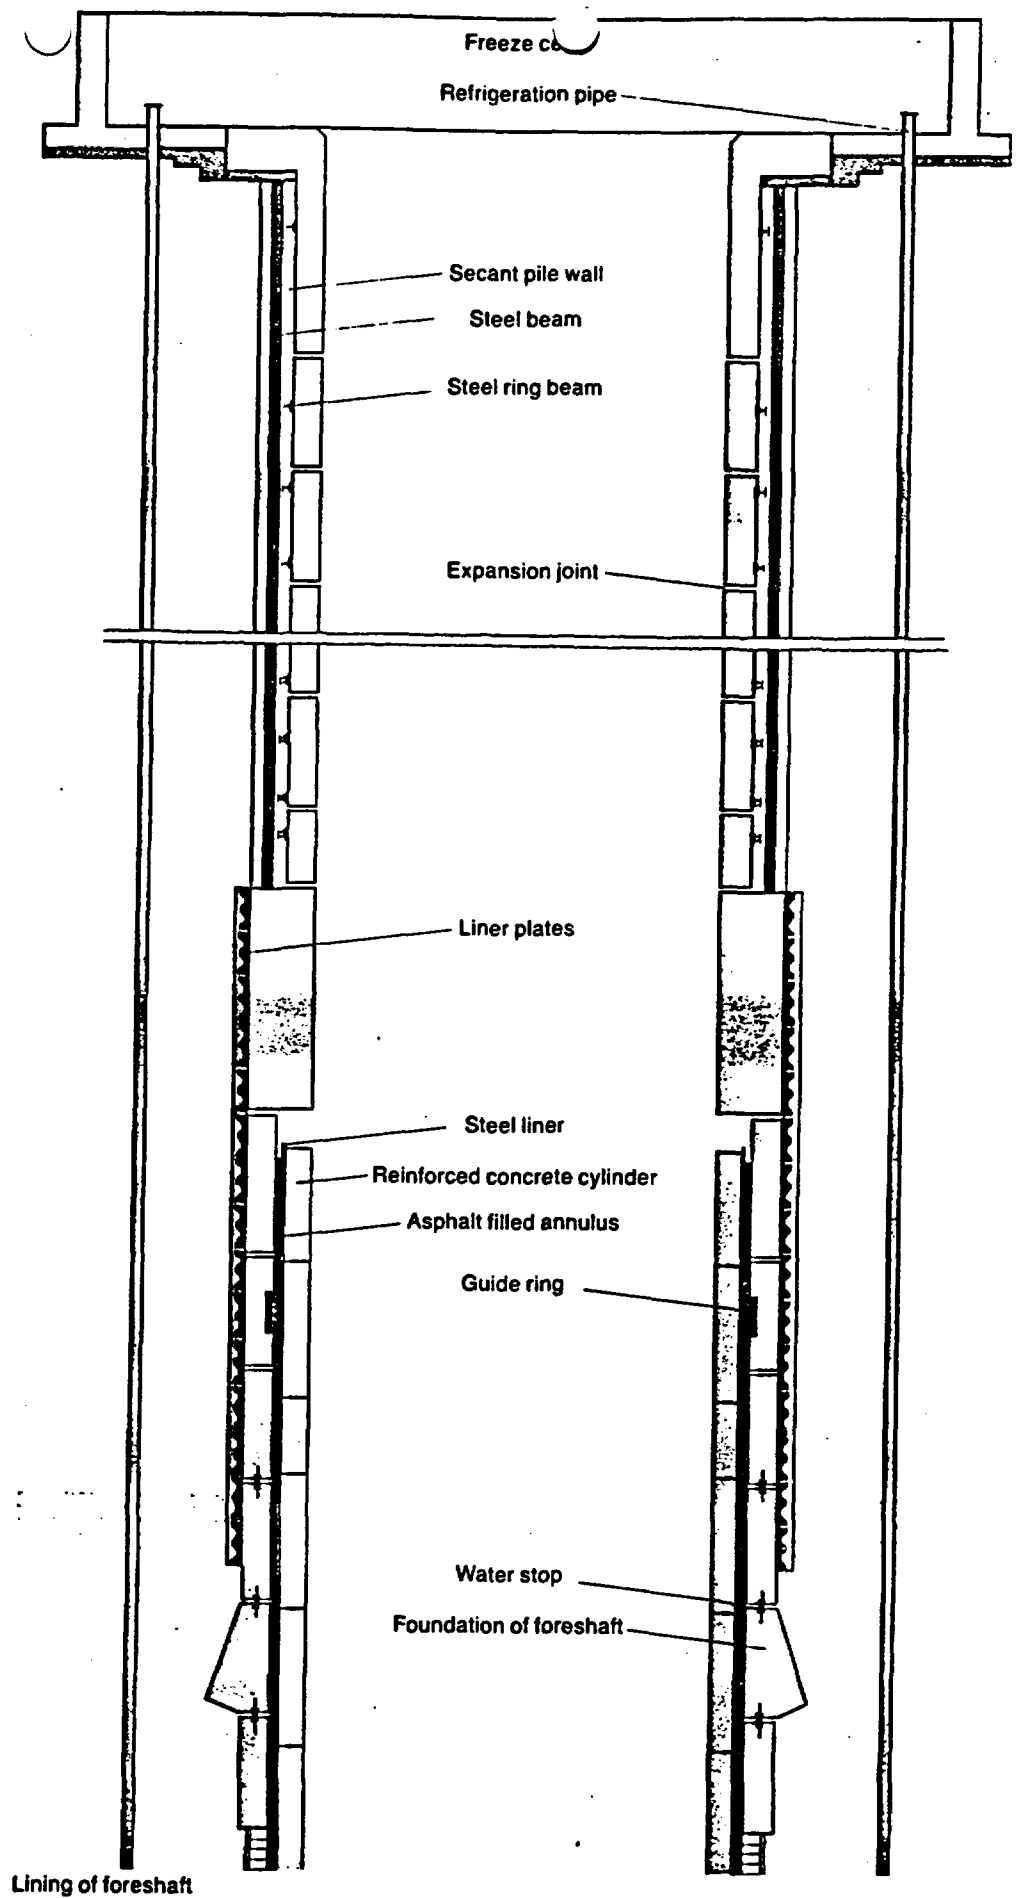 Freeze
Refrigeration pipe
Secant pile wall
Steel beam
Steel ring beam
Expansion joint
Liner plates
Steel liner
Reinforced concrete cylinder
Asphalt filled annulus
Guide ring
Water stop
Foundation of foreshaft
Lining of foreshaft